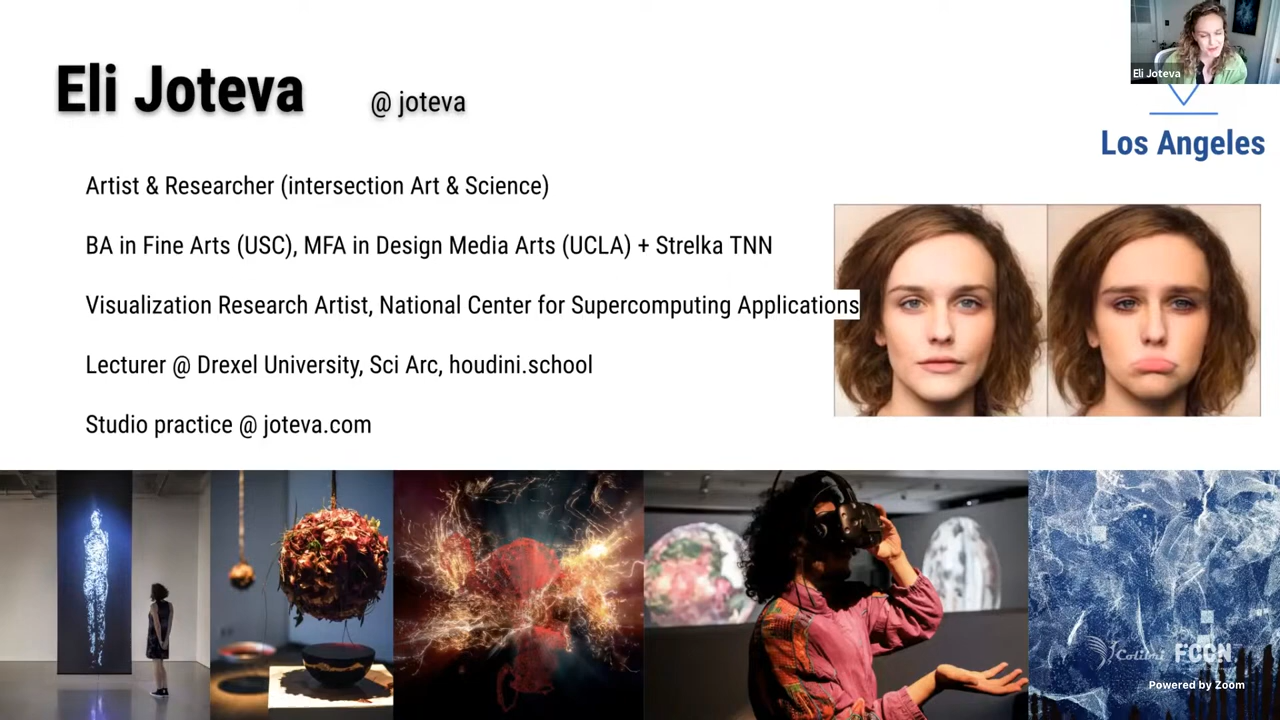 Eli Joteva
Eli Joteva @ joteva
Los Angeles
Artist & Researcher (intersection Art & Science)
BA in Fine Arts (USC), MFA in Design Media Arts (UCLA) + Strelka TNN
Visualization Research Artist, National Center for Supercomputing Applications
Lecturer @ Drexel University, Sci Arc, houdini.school
Studio practice @ joteva.com
Colibri FCCN
Powered by Zoom